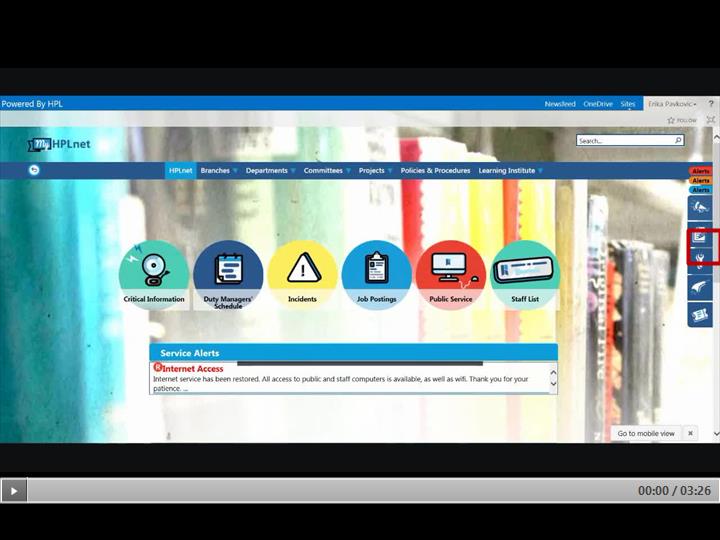 Powered By HPL
Newsfeed OneDrive Sites Erika Pavkovic ?
FOLLOW
My HPLnet
Search...
HPLnet Branches Departments Committees Projects Policies & Procedures Learning Institute
Alerts
Alerts
Alerts
Critical Information Duty Managers' Schedule Incidents Job Postings Public Service Staff List
Service Alerts
Internet Access
Internet service has been restored. All access to public and staff computers is available, as well as wifi. Thank you for your
patience. ...
Go to mobile view
00:00 / 03:26